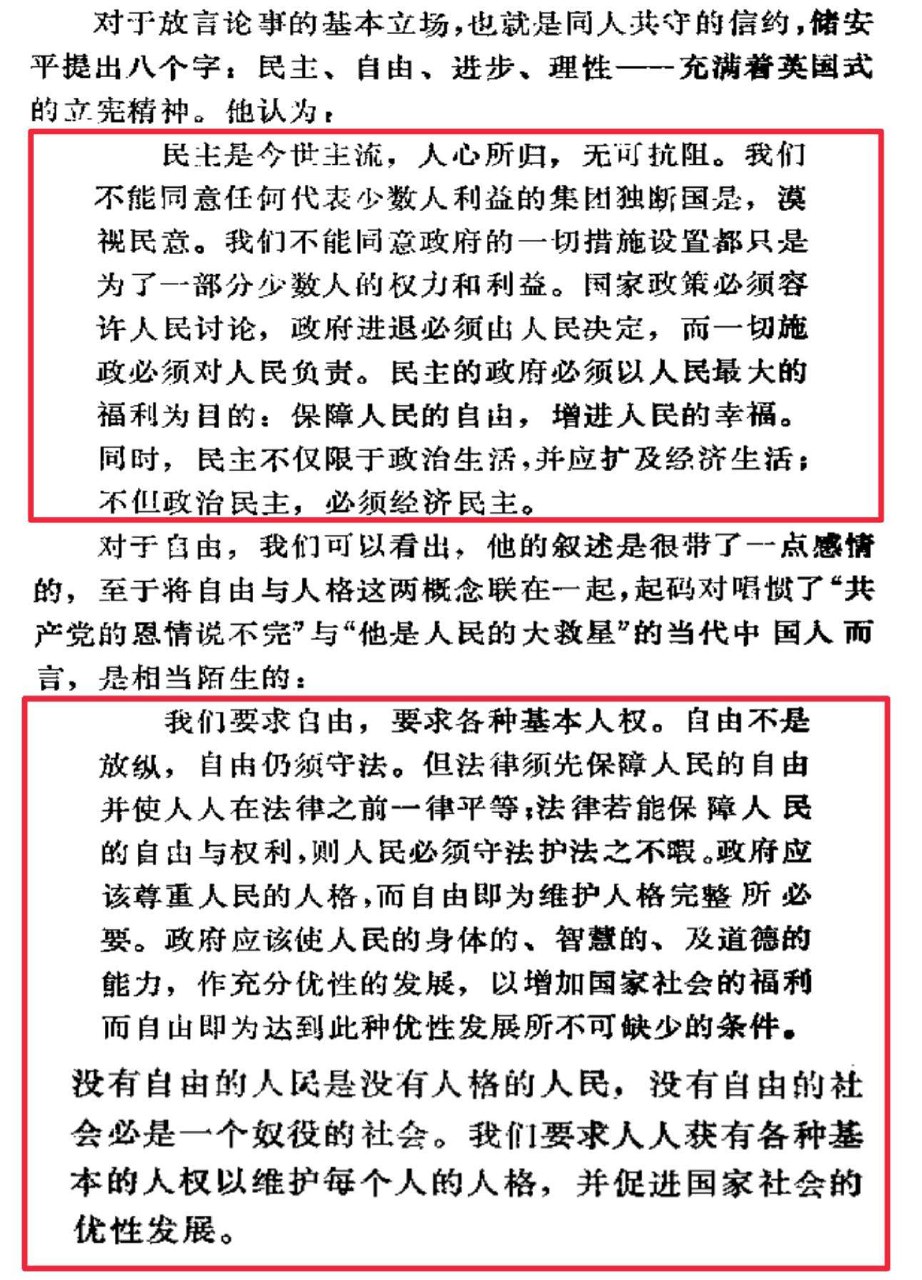 对于放言论事的基本立场，也就是同人共守的信约，储安
平提出八个字：民主、自由、进步、理性——充满着英国式
的立宪精神。他认为：
民主是今世主流，人心所归，无可抗阻。我们
不能同意任何代表少数人利益的集团独断国是，漠
视民意。我们不能同意政府的一切措施设置都只是
为了一部分少数人的权力和利益。国家政策必须容
许人民讨论，政府进退必须由人民决定，而一切施
政必须对人民负责。民主的政府必须以人民最大的
福利为目的：保障人民的自由，增进人民的幸福。
同时，民主不仅限于政治生活，并应扩及经济生活；
不但政治民主，必须经济民主。
对于自由，我们可以看出，他的叙述是很带了一点感情
的，至于将自由与人格这两概念联在一起，起码对唱惯了“共
产党的恩情说不完”与“他是人民的大救星”的当代中国人而
言，是相当陌生的：
我们要求自由，要求各种基本人权。自由不是
放纵，自由仍须守法。但法律须先保障人民的自由
并使人人在法律之前一律平等；法律若能保障人民
的自由与权利，则人民必须守法护法之不暇。政府应
该尊重人民的人格，而自由即为维护人格完整所必
要。政府应该使人民的身体的、智慧的、及道德的
能力，作充分优性的发展，以增加国家社会的福利
而自由即为达到此种优性发展所不可缺少的条件。
没有自由的人民是没有人格的人民，没有自由的社
会必是一个奴役的社会。我们要求人人获有各种基
本的人权以维护每个人的人格，并促进国家社会的
优性发展。